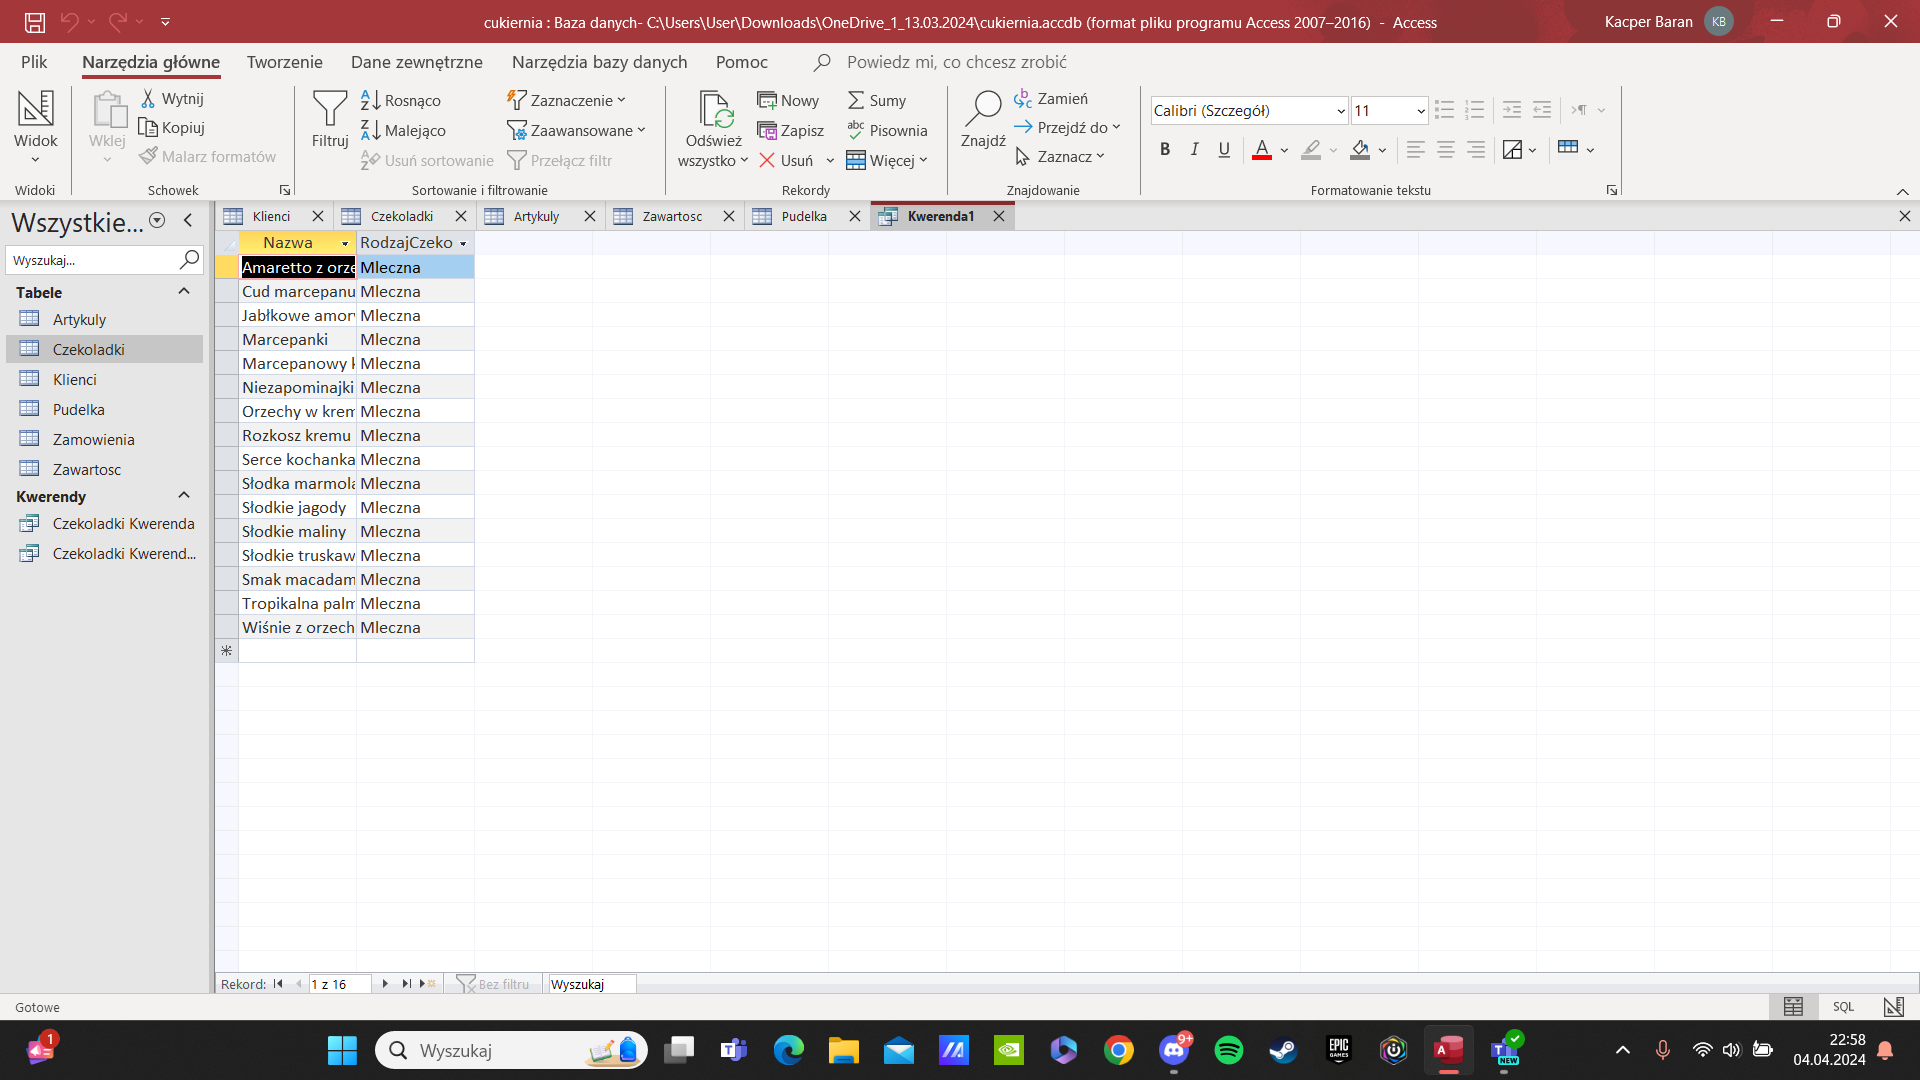 cukiernia : Baza danych- C:\Users\User\Downloads\OneDrive_1_13.03.2024\cukiernia.accdb (format pliku programu Access 2007–2016) - Access
Kacper Baran KB
Plik Narzędzia główne Tworzenie Dane zewnętrzne Narzędzia bazy danych Pomoc Powiedz mi, co chcesz zrobić
Widok
Widoki
Wklej
Wytnij
Kopiuj
Malarz formatów
Schowek
Filtruj
Rosnąco
Malejąco
Usuń sortowanie
Zaznaczenie
Zaawansowane
Przełącz filtr
Sortowanie i filtrowanie
Odśwież
wszystko
Nowy
Zapisz
Usuń
Sumy
Pisownia
Więcej
Rekordy
Znajdź
Zamień
Przejdź do
Zaznacz
Znajdowanie
Calibri (Szczegół) 11
B I U A
Formatowanie tekstu
Wszystkie...
Wyszukaj...
Tabele
Artykuly
Czekoladki
Klienci
Pudelka
Zamowienia
Zawartosc
Kwerendy
Czekoladki Kwerenda
Czekoladki Kwerend...
Klienci Czekoladki Artykuly Zawartosc Pudelka Kwerenda1
Nazwa RodzajCzeko
Amaretto z orze Mleczna
Cud marcepanu Mleczna
Jabłkowe amory Mleczna
Marcepanki Mleczna
Marcepanowy k Mleczna
Niezapominajki Mleczna
Orzechy w krem Mleczna
Rozkosz kremu Mleczna
Serce kochanka Mleczna
Słodka marmola Mleczna
Słodkie jagody Mleczna
Słodkie maliny Mleczna
Słodkie truskaw Mleczna
Smak macadam Mleczna
Tropikalna palm Mleczna
Wiśnie z orzech Mleczna
Rekord: 1 z 16 Bez filtru Wyszukaj
Gotowe
SQL
1
Wyszukaj
9+
EPIC GAMES
NEW
22:58
04.04.2024